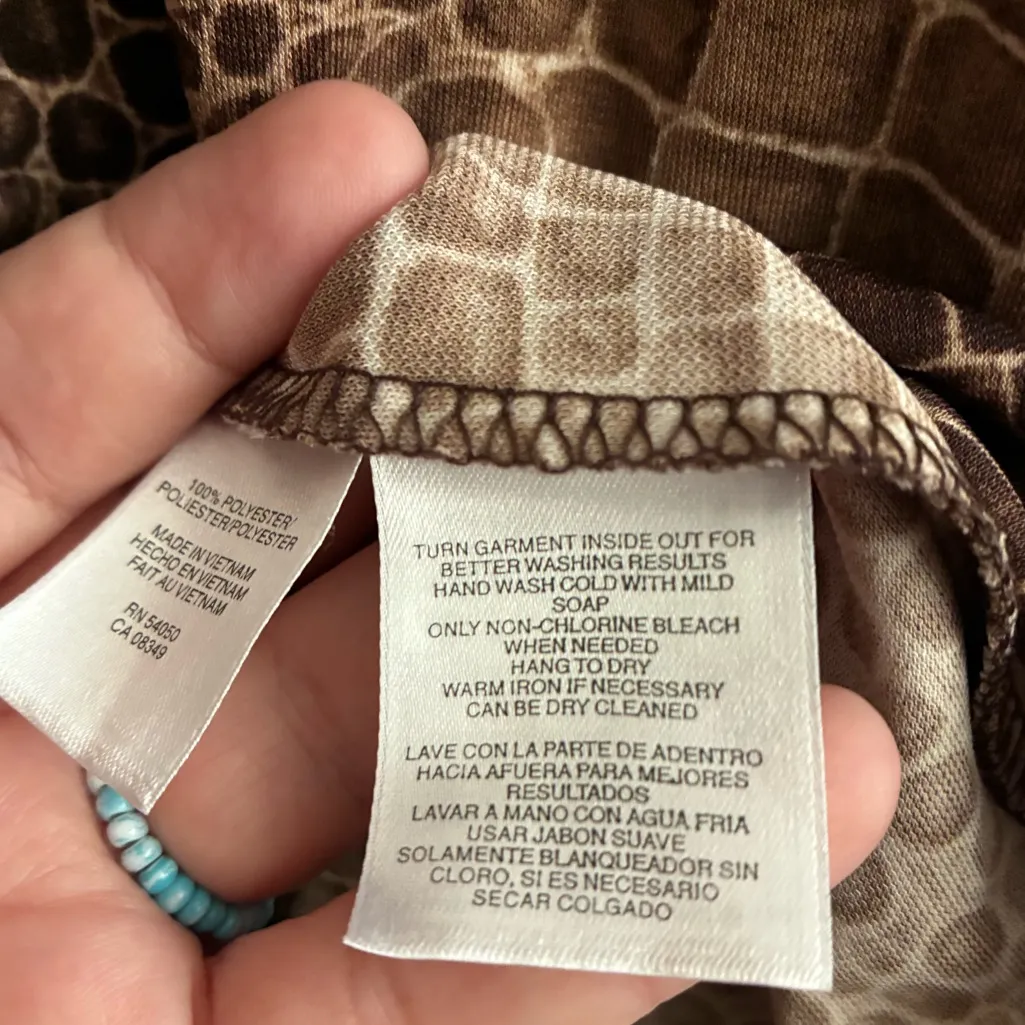 100% POLYESTER/
POLIESTER/POLYESTER
MADE IN VIETNAM
HECHO EN VIETNAM
FAIT AU VIETNAM
RN 54050
CA 08349
TURN GARMENT INSIDE OUT FOR
BETTER WASHING RESULTS
HAND WASH COLD WITH MILD
SOAP
ONLY NON-CHLORINE BLEACH
WHEN NEEDED
HANG TO DRY
WARM IRON IF NECESSARY
CAN BE DRY CLEANED
LAVE CON LA PARTE DE ADENTRO
HACIA AFUERA PARA MEJORES
RESULTADOS
LAVAR A MANO CON AGUA FRIA
USAR JABON SUAVE
SOLAMENTE BLANQUEADOR SIN
CLORO, SI ES NECESARIO
SECAR COLGADO